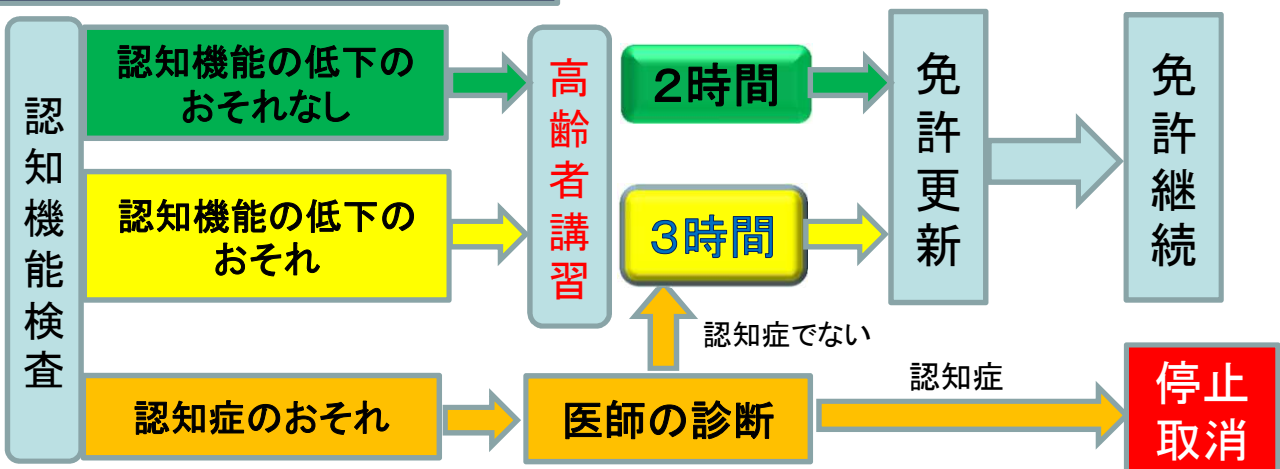 認知機能検査
認知機能の低下の
おそれなし
高齢者講習
２時間
免許更新
免許継続
認知機能の低下の
おそれ
３時間
認知症でない
認知症のおそれ
医師の診断
認知症
停止
取消